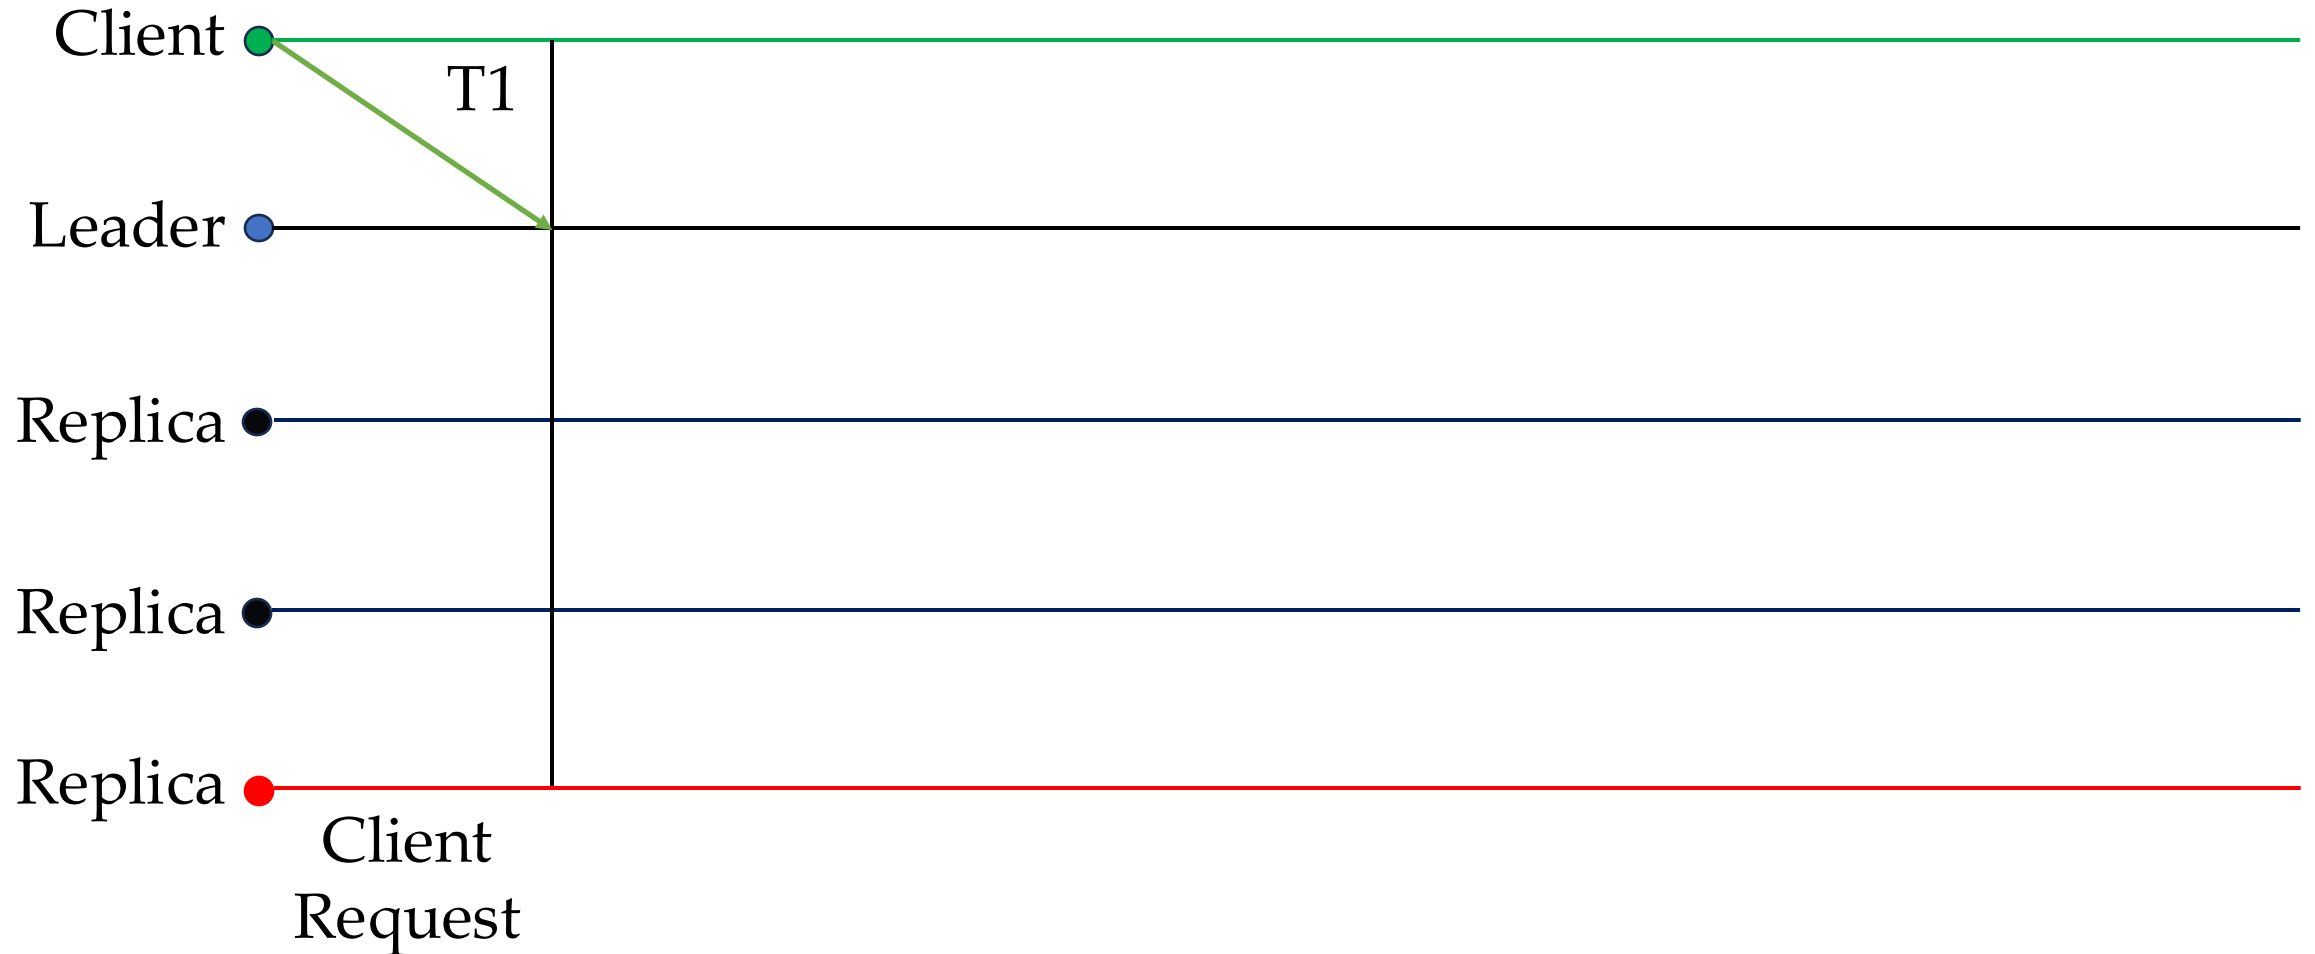 Client
T1
Leader
Replica
Replica
Replica
Client
Request